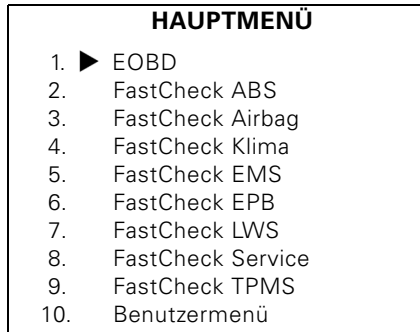 HAUPTMENÜ
1. ▶ EOBD
2. FastCheck ABS
3. FastCheck Airbag
4. FastCheck Klima
5. FastCheck EMS
6. FastCheck EPB
7. FastCheck LWS
8. FastCheck Service
9. FastCheck TPMS
10. Benutzermenü